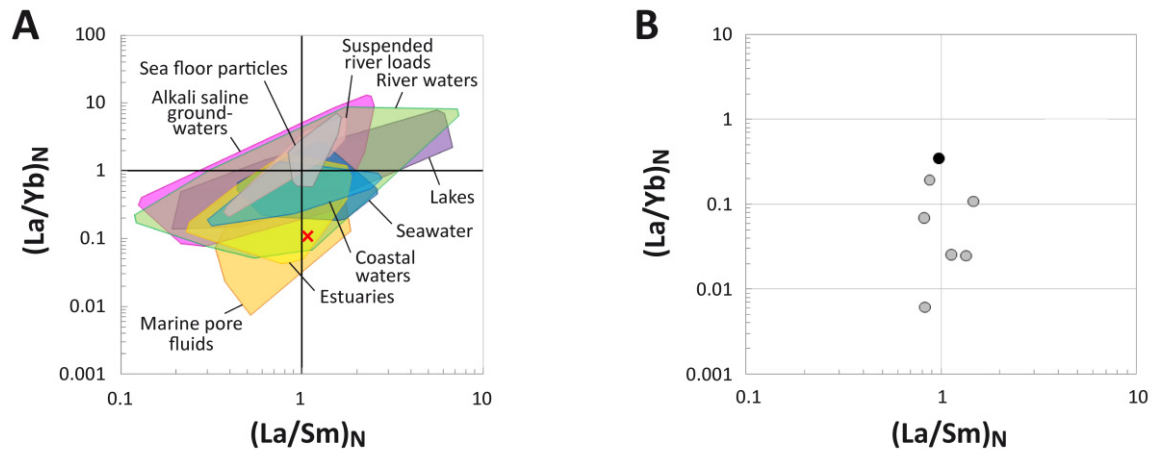 A
100
10
1
0.1
0.01
0.001
(La/Yb)N
Sea floor particles
Suspended
river loads
River waters
Alkali saline
ground-
waters
Lakes
Seawater
Coastal
waters
Estuaries
Marine pore
fluids
0.1
1
10
(La/Sm)N
B
10
1
0.1
0.01
0.001
(La/Yb)N
0.1
1
10
(La/Sm)N